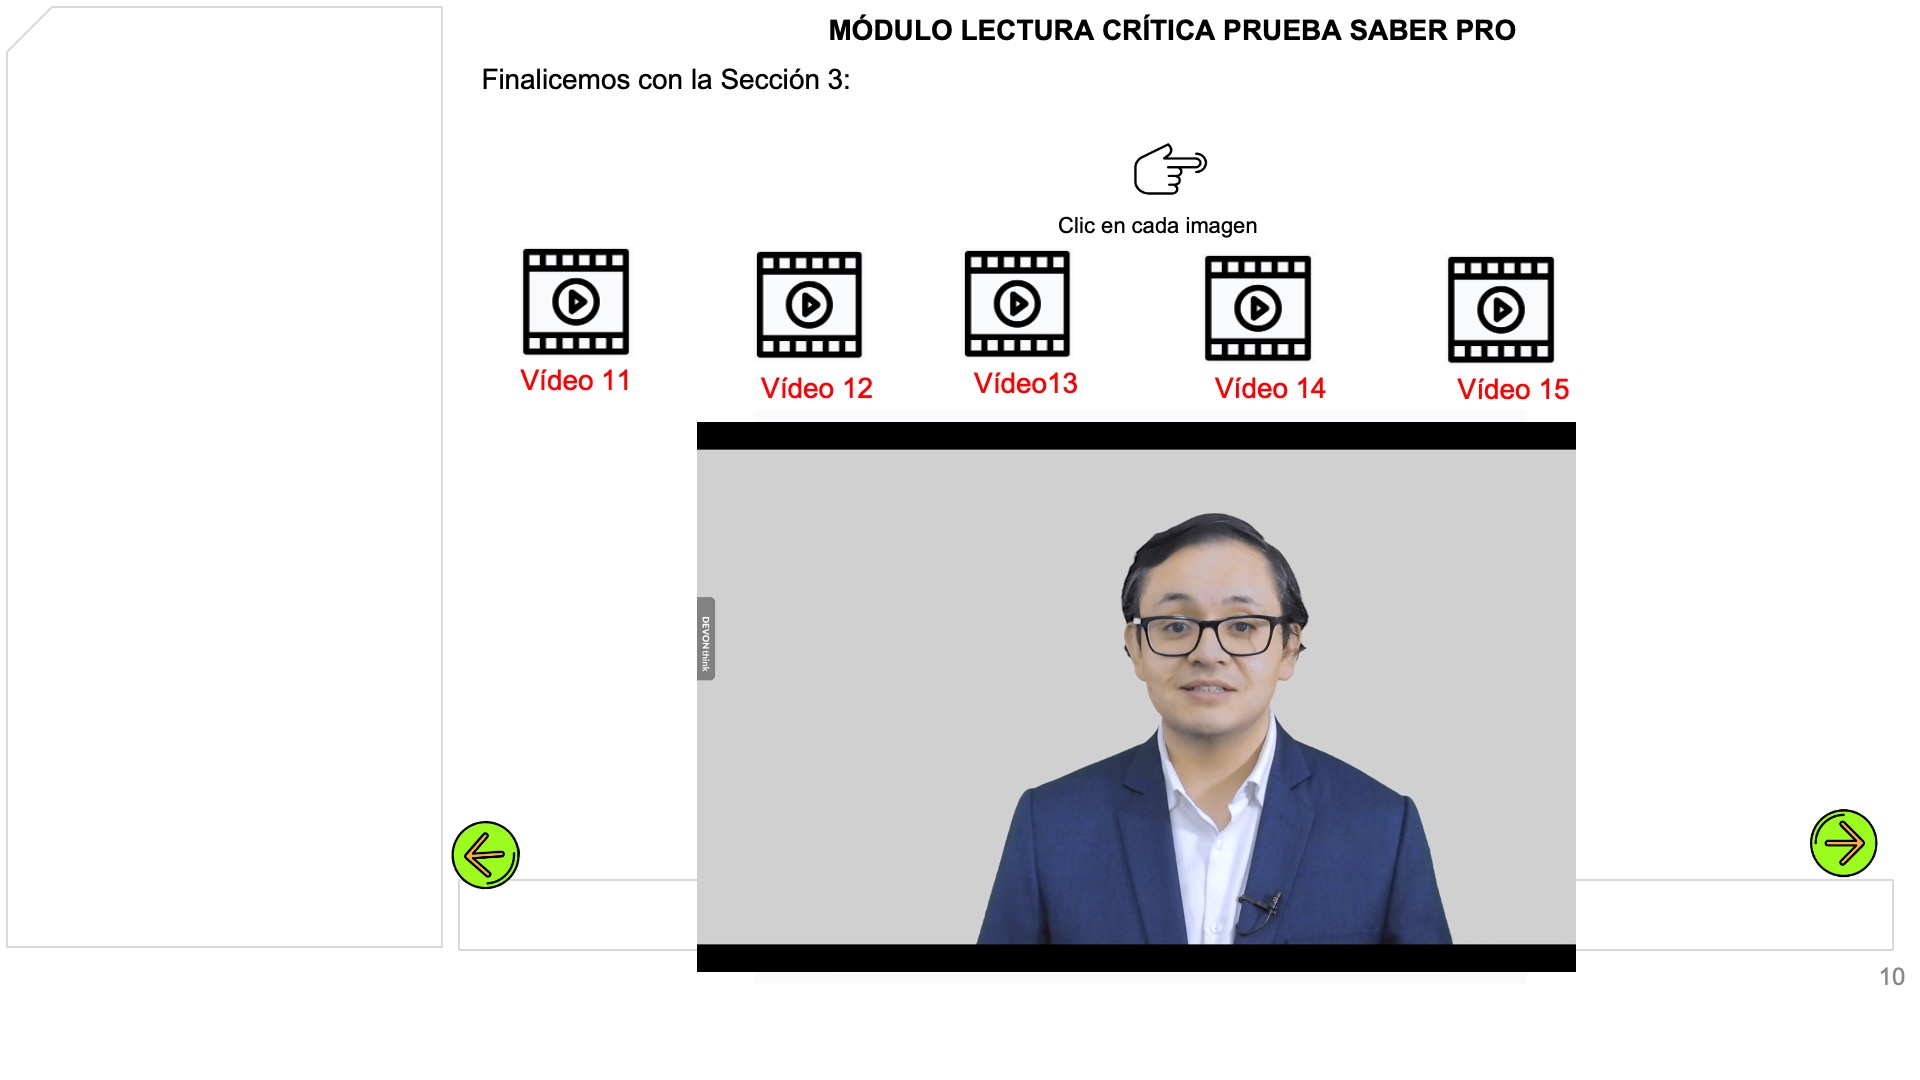 MÓDULO LECTURA CRÍTICA PRUEBA SABER PRO
Finalicemos con la Sección 3:
Clic en cada imagen
Vídeo 11
Vídeo 12
Vídeo13
Vídeo 14
Vídeo 15
DEVONthink
10